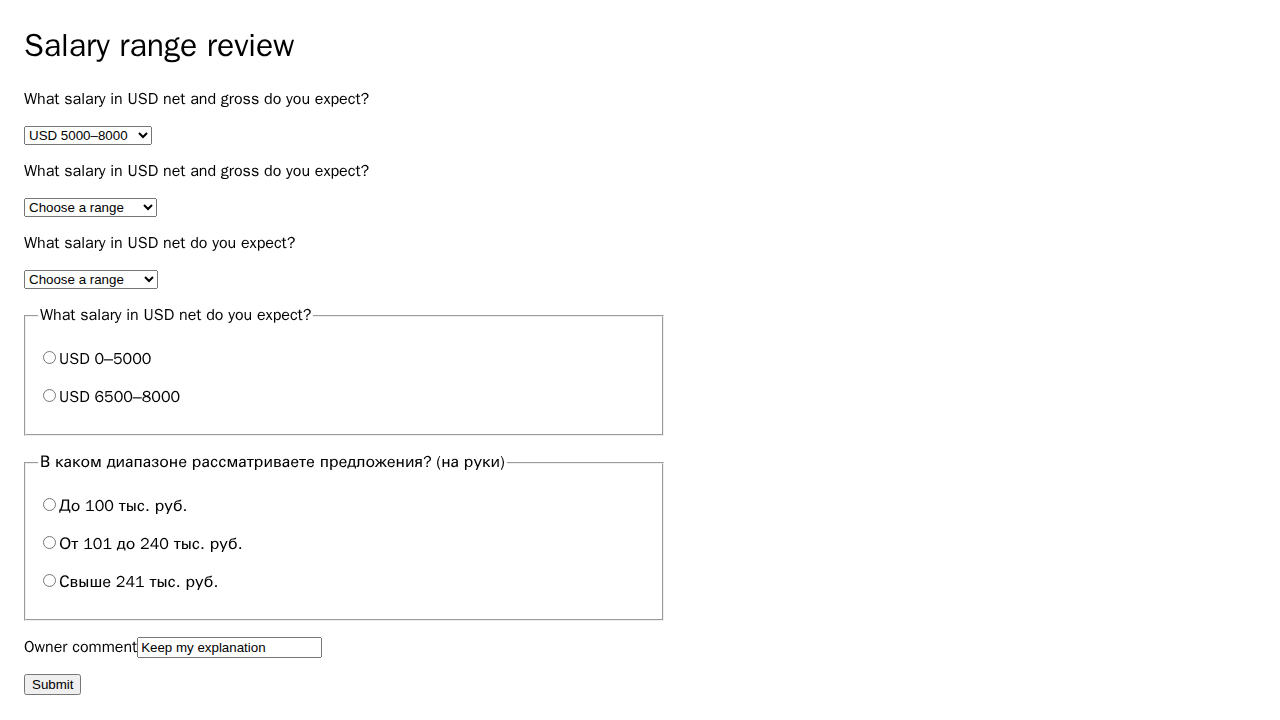 Salary range review
What salary in USD net and gross do you expect?
USD 5000–8000
What salary in USD net and gross do you expect?
Choose a range
What salary in USD net do you expect?
Choose a range
What salary in USD net do you expect?
USD 0–5000
USD 6500–8000
В каком диапазоне рассматриваете предложения? (на руки)
До 100 тыс. руб.
От 101 до 240 тыс. руб.
Свыше 241 тыс. руб.
Owner comment Keep my explanation
Submit